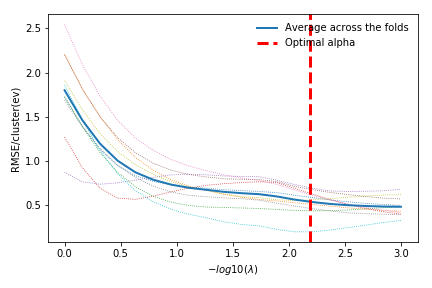 Average across the folds
Optimal alpha
2.5
2.0
1.5
1.0
0.5
RMSE/cluster(ev)
0.0 0.5 1.0 1.5 2.0 2.5 3.0
−log10(λ)